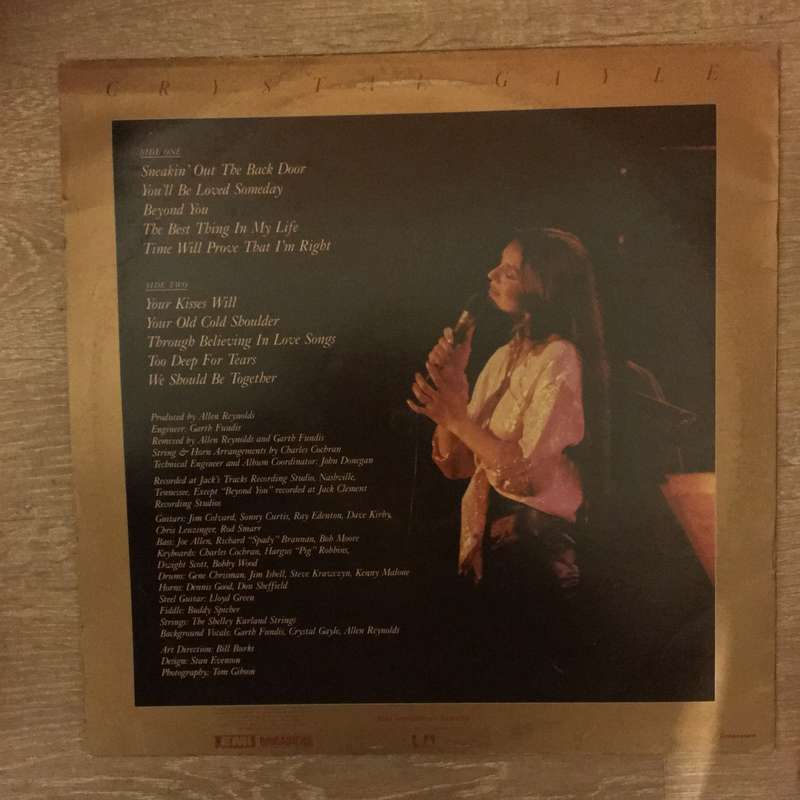 CRYSTAL GAYLE
SIDE ONE
Sneakin' Out The Back Door
You'll Be Loved Someday
Beyond You
The Best Thing In My Life
Time Will Prove That I'm Right
SIDE TWO
Your Kisses Will
Your Old Cold Shoulder
Through Believing In Love Songs
Too Deep For Tears
We Should Be Together
Produced by Allen Reynolds
Engineer: Garth Fundis
Remixed by Allen Reynolds and Garth Fundis
String & Horn Arrangements by Charles Cochran
Technical Engineer and Album Coordinator: John Donegan
Recorded at Jack's Tracks Recording Studio, Nashville,
Tennessee, Except "Beyond You" recorded at Jack Clement
Recording Studios
Guitars: Jim Colvard, Sonny Curtis, Ray Edenton, Dave Kirby,
Chris Leuzinger, Rod Smarr
Bass: Joe Allen, Richard "Spady" Brannan, Bob Moore
Keyboards: Charles Cochran, Hargus "Pig" Robbins,
Dwight Scott, Bobby Wood
Drums: Gene Chrisman, Jim Isbell, Steve Krawczyn, Kenny Malone
Horns: Dennis Good, Don Sheffield
Steel Guitar: Lloyd Green
Fiddle: Buddy Spicher
Strings: The Shelley Kurland Strings
Background Vocals: Garth Fundis, Crystal Gayle, Allen Reynolds
Art Direction: Bill Burks
Design: Stan Evenson
Photography: Tom Gibson
EMI BRIGADIERS
UA